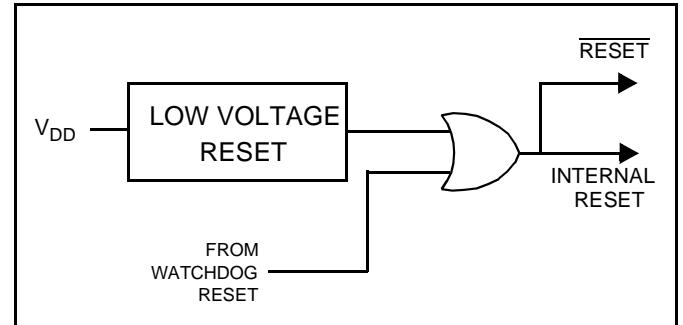 RESET
V_DD
LOW VOLTAGE
RESET
INTERNAL
RESET
FROM
WATCHDOG
RESET